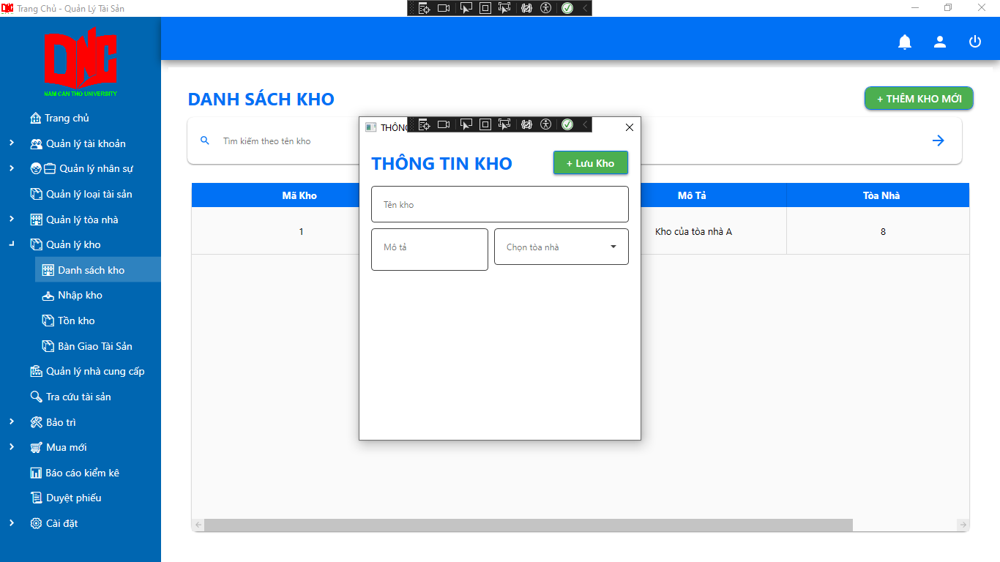 Trang Chủ - Quản Lý Tài Sản
DNC
NAM CAN THO UNIVERSITY
Trang chủ
Quản lý tài khoản
Quản lý nhân sự
Quản lý loại tài sản
Quản lý tòa nhà
Quản lý kho
Danh sách kho
Nhập kho
Tồn kho
Bàn Giao Tài Sản
Quản lý nhà cung cấp
Tra cứu tài sản
Bảo trì
Mua mới
Báo cáo kiểm kê
Duyệt phiếu
Cài đặt
DANH SÁCH KHO
+ THÊM KHO MỚI
Tìm kiếm theo tên kho
Mã Kho
Mô Tả
Tòa Nhà
1
Kho của tòa nhà A
8
THÔNG TIN KHO
+ Lưu Kho
Tên kho
Mô tả
Chọn tòa nhà